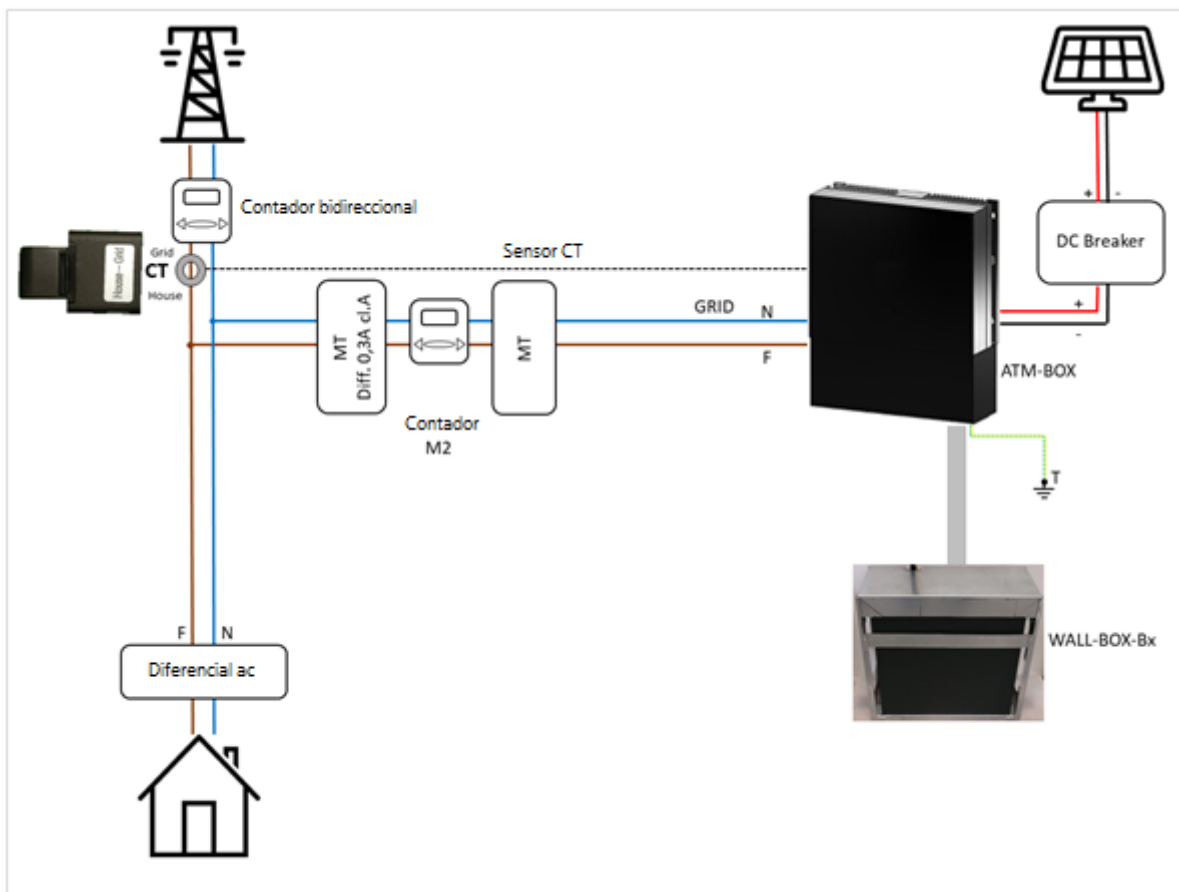 Contador bidireccional
Grid
CT
House
House-Grid
Sensor CT
MT
Diff. 0,3A cl.A
MT
Contador
M2
GRID
N
F
+
-
DC Breaker
+
-
ATM-BOX
T
WALL-BOX-Bx
F
N
Diferencial ac